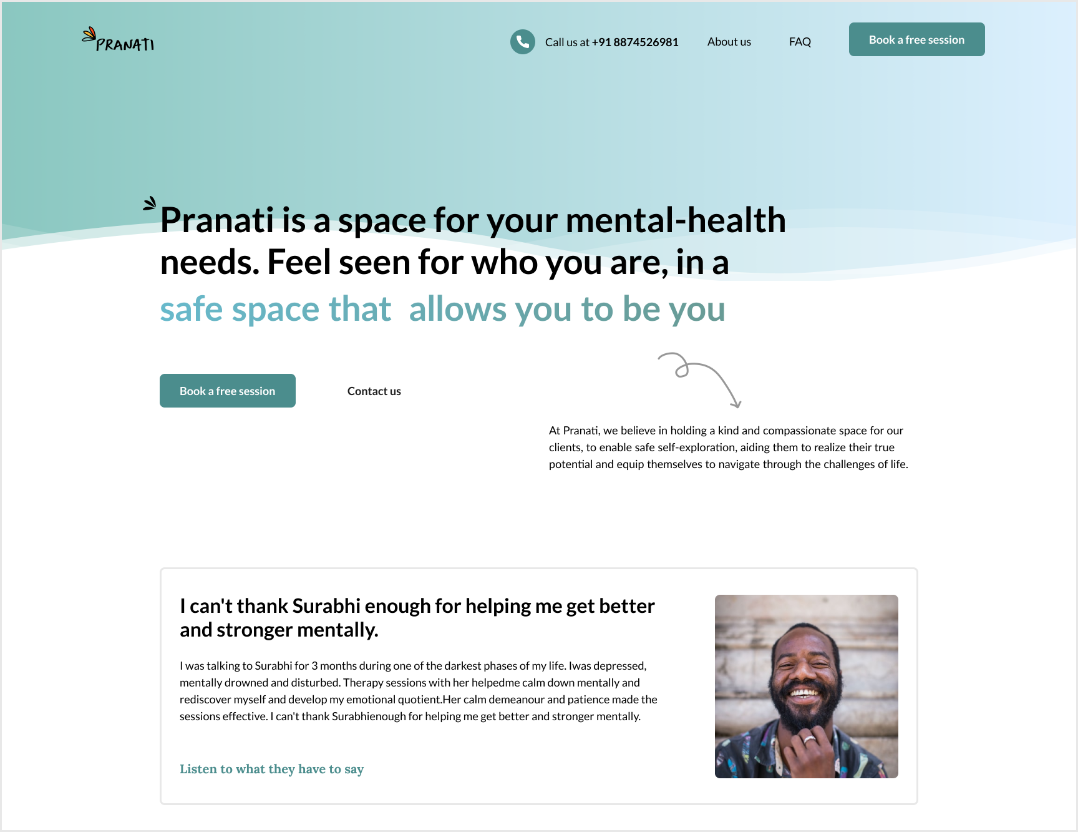 PRANATI
Call us at +91 8874526981
About us
FAQ
Book a free session
Pranati is a space for your mental-health
needs. Feel seen for who you are, in a
safe space that  allows you to be you
Book a free session
Contact us
At Pranati, we believe in holding a kind and compassionate space for our
clients, to enable safe self-exploration, aiding them to realize their true
potential and equip themselves to navigate through the challenges of life.
I can't thank Surabhi enough for helping me get better
and stronger mentally.
I was talking to Surabhi for 3 months during one of the darkest phases of my life. Iwas depressed,
mentally drowned and disturbed. Therapy sessions with her helpedme calm down mentally and
rediscover myself and develop my emotional quotient.Her calm demeanour and patience made the
sessions effective. I can't thank Surabhienough for helping me get better and stronger mentally.
Listen to what they have to say